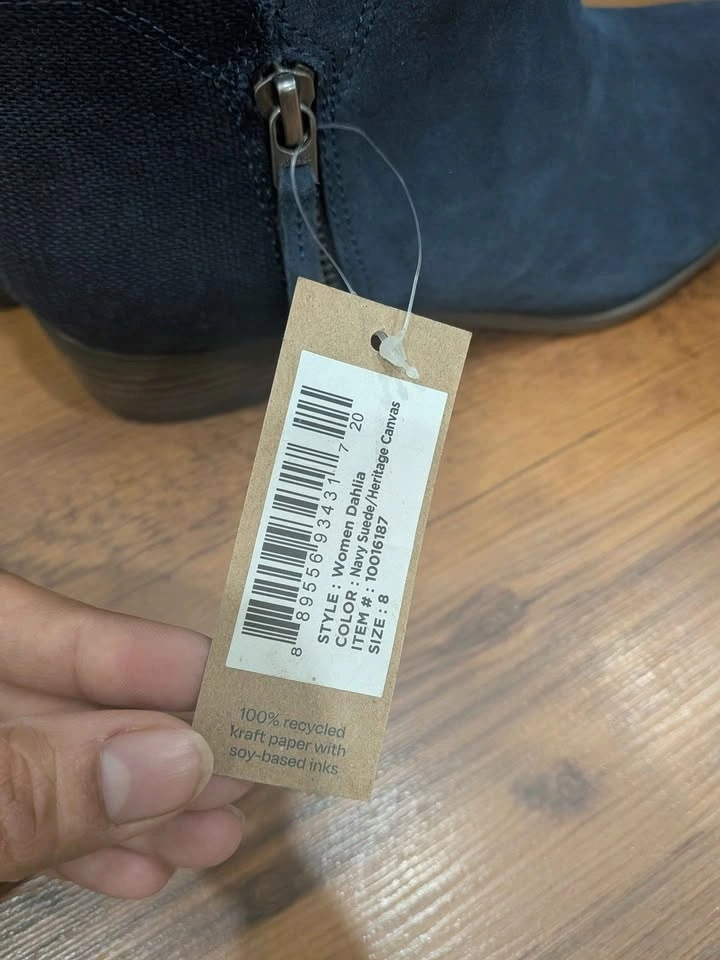 8 89556 93431 7 20
STYLE : Women Dahlia
COLOR : Navy Suede/Heritage Canvas
ITEM # : 10016187
SIZE : 8
100% recycled
kraft paper with
soy-based inks